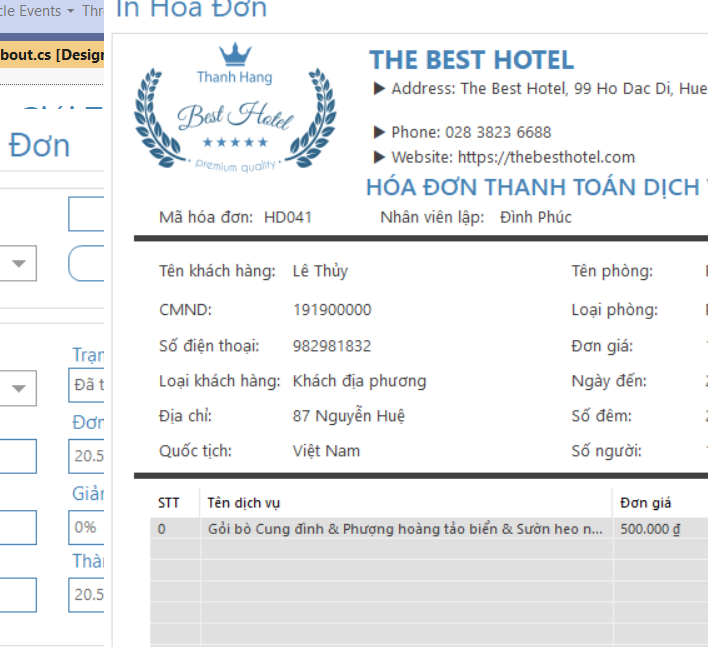 cle Events
Thr
In Hóa Đơn
bout.cs [Design
Đơn
Trạn
Đã t
Đơn
20.5
Giản
0%
Thàn
20.5
Thanh Hang
Best Hotel
premium quality
THE BEST HOTEL
Address: The Best Hotel, 99 Ho Dac Di, Hue
Phone: 028 3823 6688
Website: https://thebesthotel.com
HÓA ĐƠN THANH TOÁN DỊCH
Mã hóa đơn: HD041 Nhân viên lập: Đình Phúc
Tên khách hàng: Lê Thủy Tên phòng:
CMND: 191900000 Loại phòng:
Số điện thoại: 982981832 Đơn giá:
Loại khách hàng: Khách địa phương Ngày đến:
Địa chỉ: 87 Nguyễn Huệ Số đêm:
Quốc tịch: Việt Nam Số người:
STT Tên dịch vụ Đơn giá
0 Gỏi bò Cung đình & Phượng hoàng tảo biển & Sườn heo n... 500.000 ₫